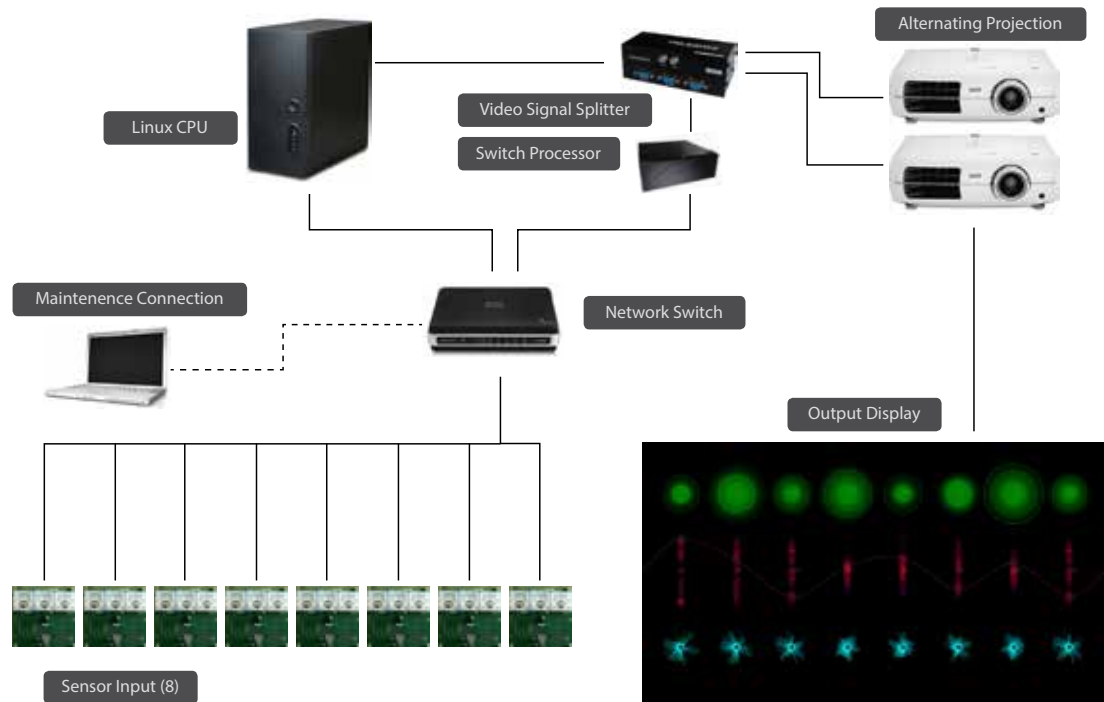 Alternating Projection
Linux CPU
Video Signal Splitter
Switch Processor
Maintenence Connection
Network Switch
Output Display
Sensor Input (8)